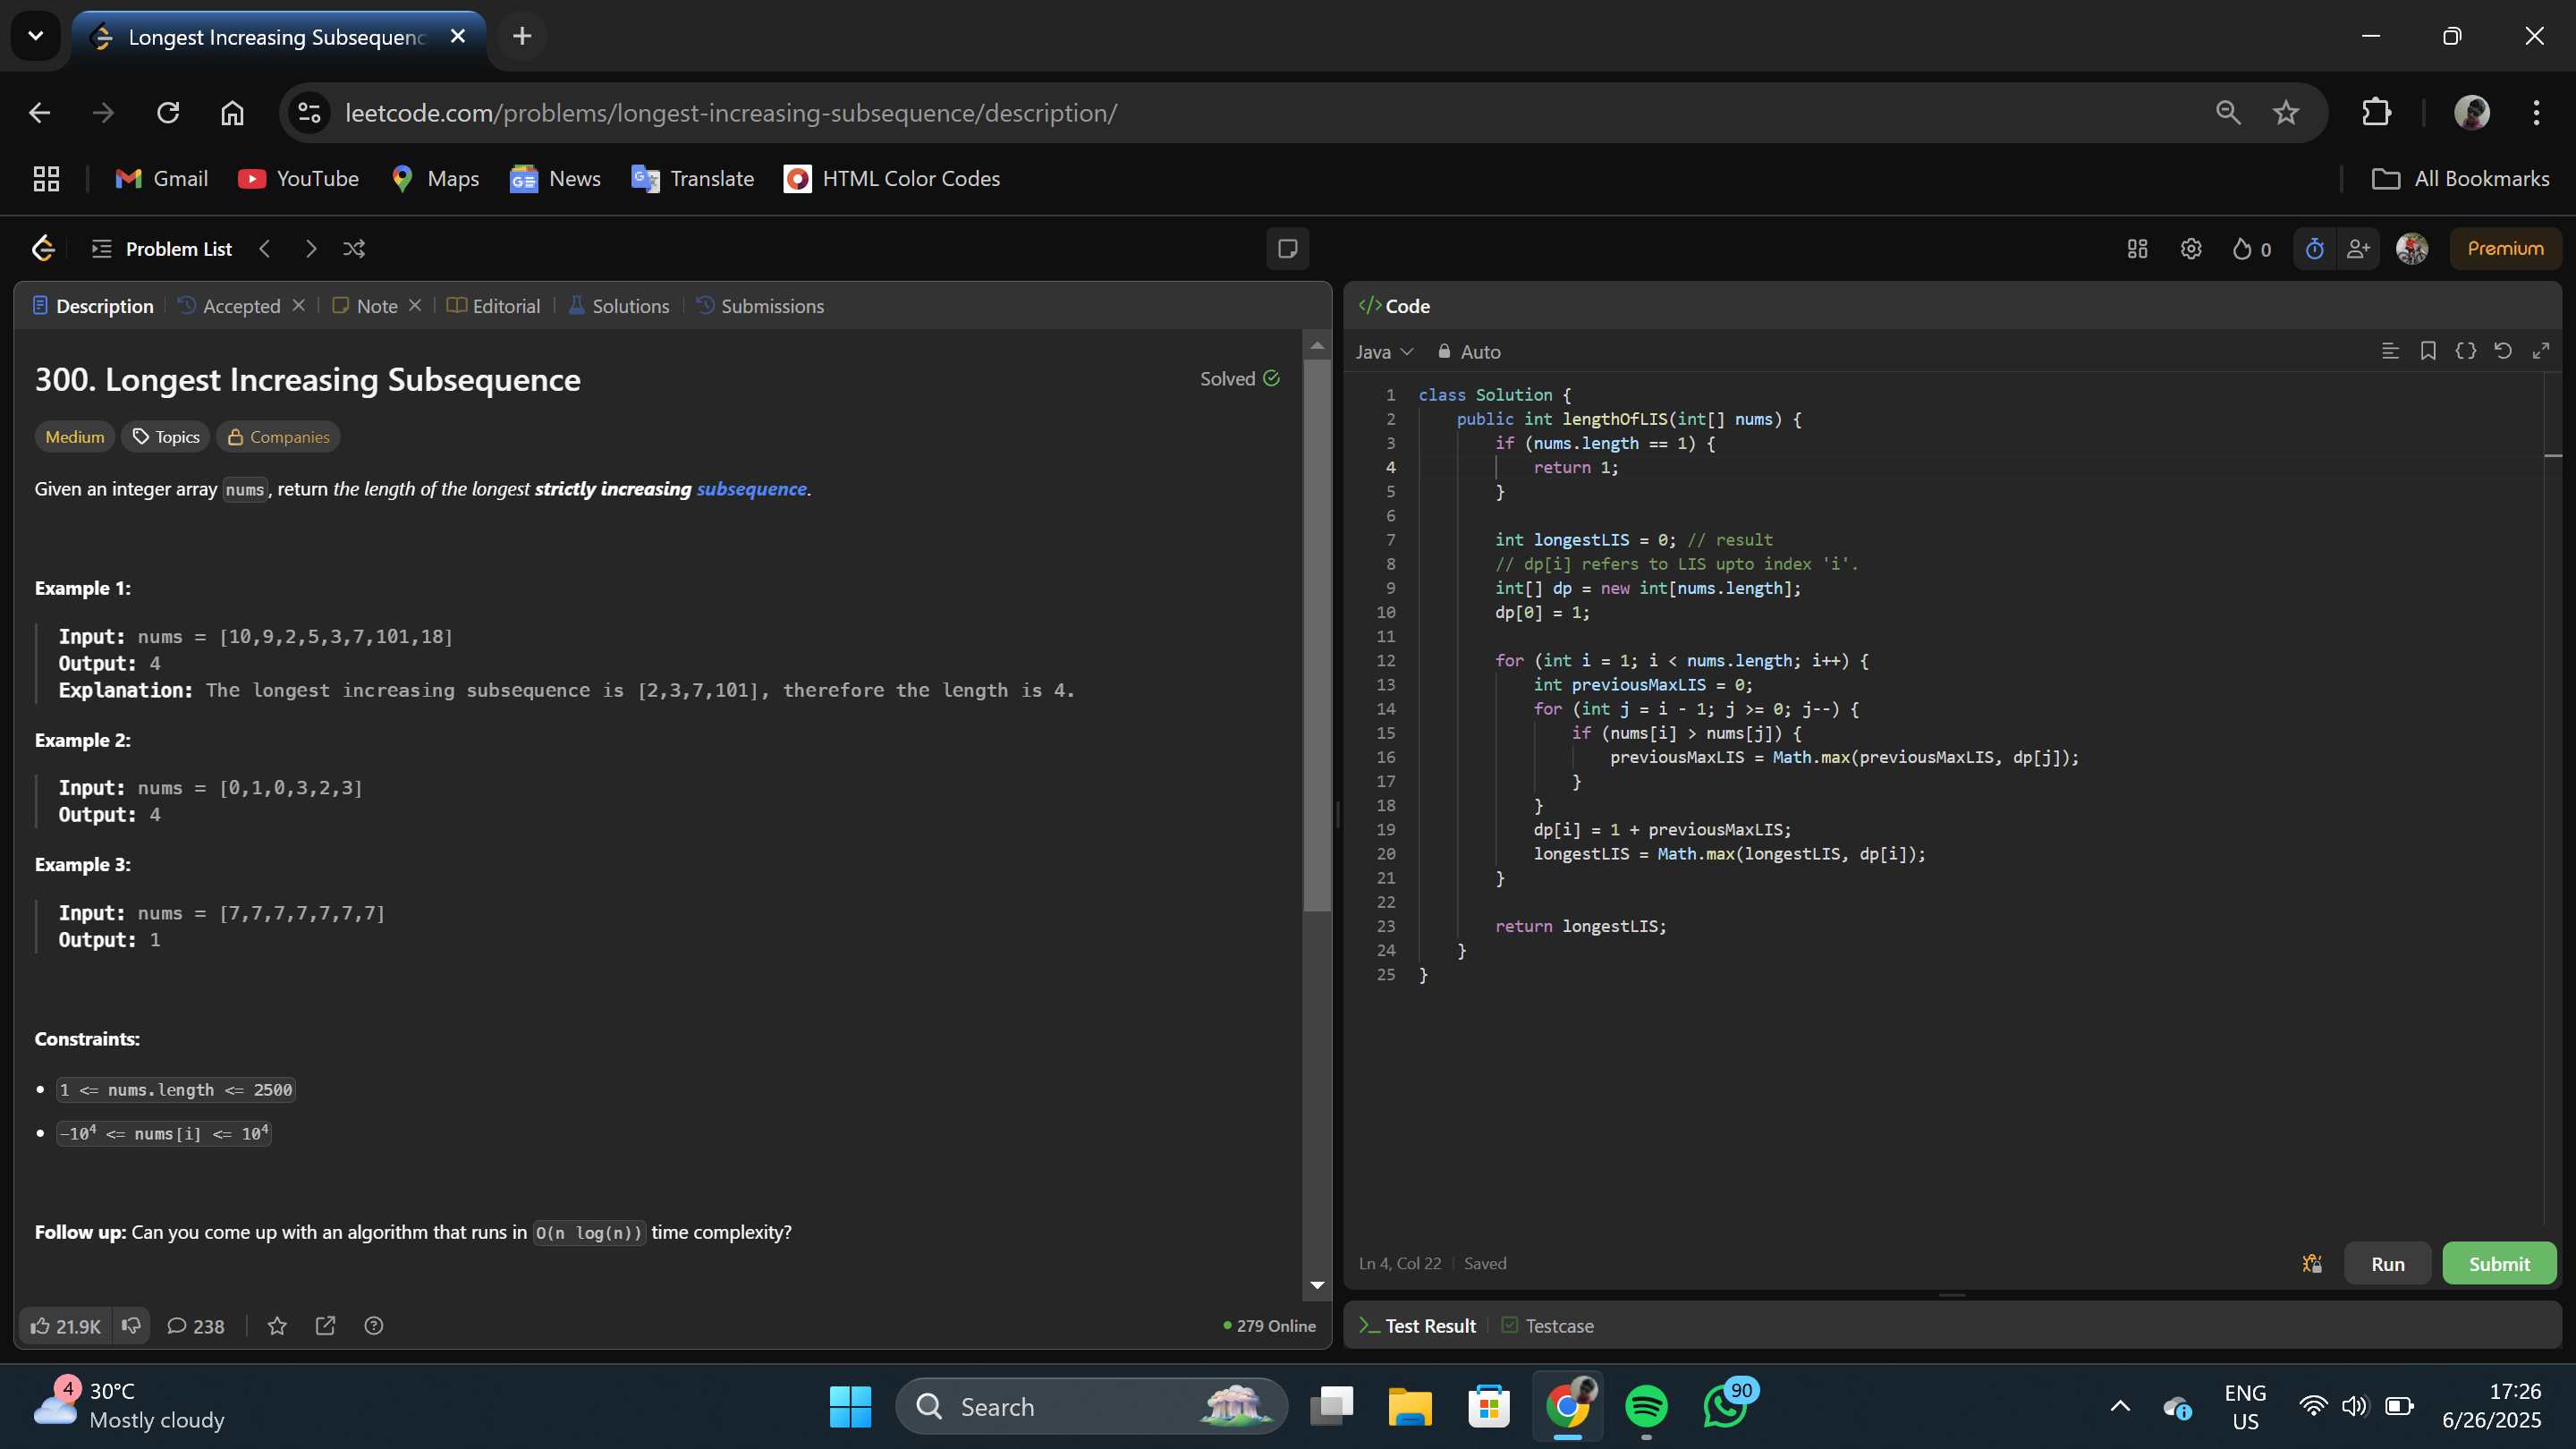 Longest Increasing Subsequenc
leetcode.com/problems/longest-increasing-subsequence/description/
Gmail
YouTube
Maps
News
Translate
HTML Color Codes
All Bookmarks
Problem List
0
Premium
Description
Accepted
Note
Editorial
Solutions
Submissions
300. Longest Increasing Subsequence
Solved
Medium
Topics
Companies
Given an integer array nums, return the length of the longest strictly increasing subsequence.
Example 1:
Input: nums = [10,9,2,5,3,7,101,18]
Output: 4
Explanation: The longest increasing subsequence is [2,3,7,101], therefore the length is 4.
Example 2:
Input: nums = [0,1,0,3,2,3]
Output: 4
Example 3:
Input: nums = [7,7,7,7,7,7,7]
Output: 1
Constraints:
• 1 <= nums.length <= 2500
• -10⁴ <= nums[i] <= 10⁴
Follow up: Can you come up with an algorithm that runs in O(n log(n)) time complexity?
21.9K
238
279 Online
</> Code
Java
Auto
1 class Solution {
2     public int lengthOfLIS(int[] nums) {
3         if (nums.length == 1) {
4             return 1;
5         }
6
7         int longestLIS = 0; // result
8         // dp[i] refers to LIS upto index 'i'.
9         int[] dp = new int[nums.length];
10         dp[0] = 1;
11
12         for (int i = 1; i < nums.length; i++) {
13             int previousMaxLIS = 0;
14             for (int j = i - 1; j >= 0; j--) {
15                 if (nums[i] > nums[j]) {
16                     previousMaxLIS = Math.max(previousMaxLIS, dp[j]);
17                 }
18             }
19             dp[i] = 1 + previousMaxLIS;
20             longestLIS = Math.max(longestLIS, dp[i]);
21         }
22
23         return longestLIS;
24     }
25 }
Ln 4, Col 22
Saved
Run
Submit
Test Result
Testcase
4
30°C
Mostly cloudy
Search
90
ENG
US
17:26
6/26/2025